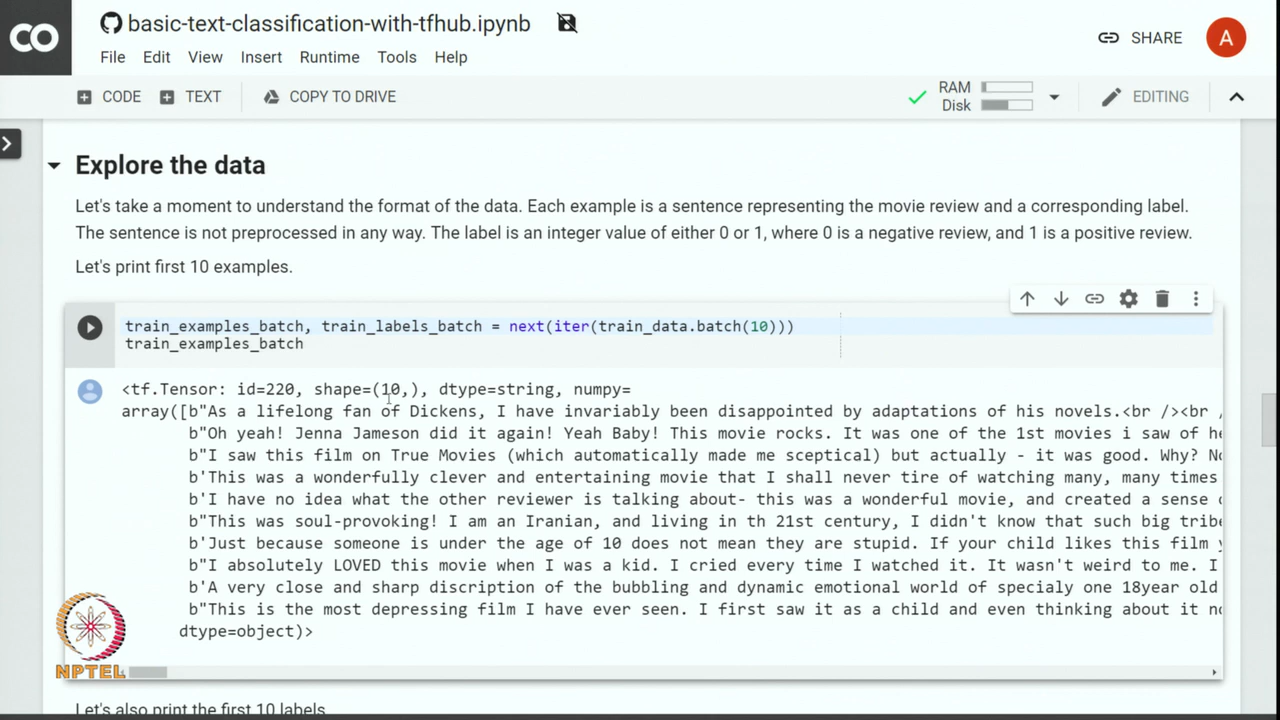 CO
basic-text-classification-with-tfhub.ipynb
File Edit View Insert Runtime Tools Help
SHARE
A
CODE TEXT COPY TO DRIVE
RAM
Disk
EDITING
Explore the data
Let's take a moment to understand the format of the data. Each example is a sentence representing the movie review and a corresponding label.
The sentence is not preprocessed in any way. The label is an integer value of either 0 or 1, where 0 is a negative review, and 1 is a positive review.
Let's print first 10 examples.
train_examples_batch, train_labels_batch = next(iter(train_data.batch(10)))
train_examples_batch
<tf.Tensor: id=220, shape=(10,), dtype=string, numpy=
array([b"As a lifelong fan of Dickens, I have invariably been disappointed by adaptations of his novels.<br /><br /
b"Oh yeah! Jenna Jameson did it again! Yeah Baby! This movie rocks. It was one of the 1st movies i saw of
b"I saw this film on True Movies (which automatically made me sceptical) but actually - it was good. Why?
b'This was a wonderfully clever and entertaining movie that I shall never tire of watching many, many times
b'I have no idea what the other reviewer is talking about- this was a wonderful movie, and created a sense
b"This was soul-provoking! I am an Iranian, and living in th 21st century, I didn't know that such big tribe
b'Just because someone is under the age of 10 does not mean they are stupid. If your child likes this film
b"I absolutely LOVED this movie when I was a kid. I cried every time I watched it. It wasn't weird to me. I
b'A very close and sharp discription of the bubbling and dynamic emotional world of specialy one 18year old
b"This is the most depressing film I have ever seen. I first saw it as a child and even thinking about it
dtype=object)>
NPTEL
Let's also print the first 10 labels.